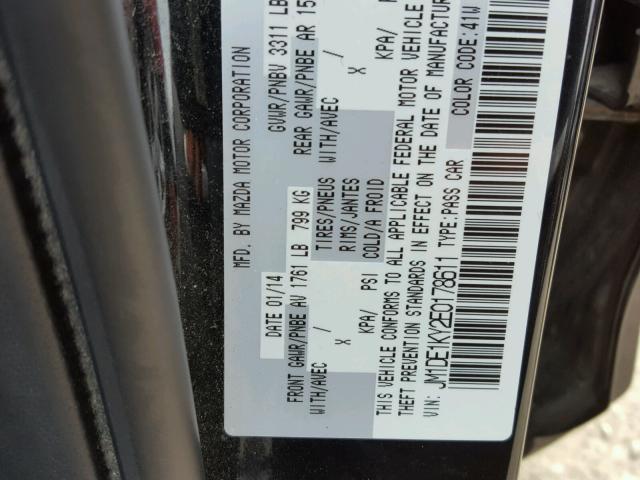 MFD. BY MAZDA MOTOR CORPORATION
DATE 01/14 GVWR/PNBV 3311 LB
FRONT GAWR/PNBE AV 1761 LB 799 KG REAR GAWR/PNBE AR 15
WITH/AVEC TIRES/PNEUS WITH/AVEC
X / RIMS/JANTES X /
KPA/ PSI COLD/A FROID KPA/
THIS VEHICLE CONFORMS TO ALL APPLICABLE FEDERAL MOTOR VEHICLE
THEFT PREVENTION STANDARDS IN EFFECT ON THE DATE OF MANUFACTUR
VIN: JM1DE1KY2E0178611 TYPE:PASS CAR COLOR CODE:41W